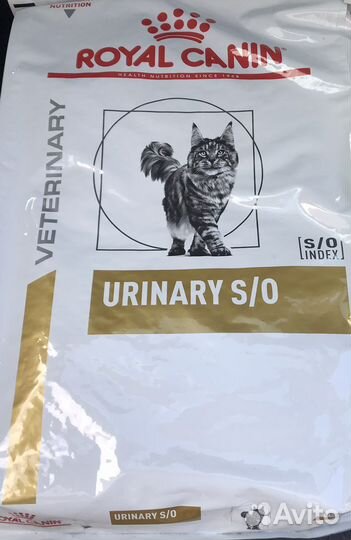 NUTRITION
ROYAL CANIN
HEALTH NUTRITION SINCE 1968
VETERINARY
S/O
INDEX
URINARY S/O
URINARY S/O
Avito